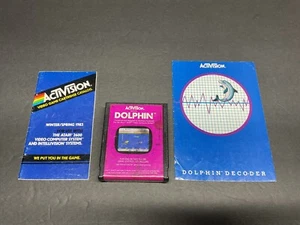 ACTIVISION
VIDEO GAME CARTRIDGE CATALOG
WINTER/SPRING 1983
THE ATARI 2600
VIDEO COMPUTER SYSTEM
AND INTELLIVISION SYSTEMS.
WE PUT YOU IN THE GAME.
ACTIVISION
DOLPHIN
ACTIVISION
DOLPHIN DECODER